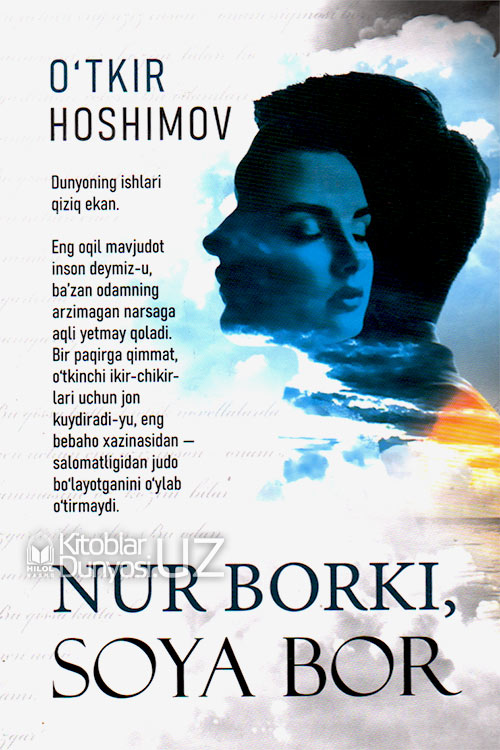 O‘TKIR
HOSHIMOV
Dunyoning ishlari
qiziq ekan.
Eng oqil mavjudot
inson deymiz-u,
ba’zan odamning
arzimagan narsaga
aqli yetmay qoladi.
Bir paqirga qimmat,
o‘tkinchi ikir-chikir-
lari uchun jon
kuydiradi-yu, eng
bebaho xazinasidan —
salomatligidan judo
bo‘layotganini o‘ylab
o‘tirmaydi.
HILOL
Kitoblar
Dunyosi.UZ
NUR BORKI,
SOYA BOR